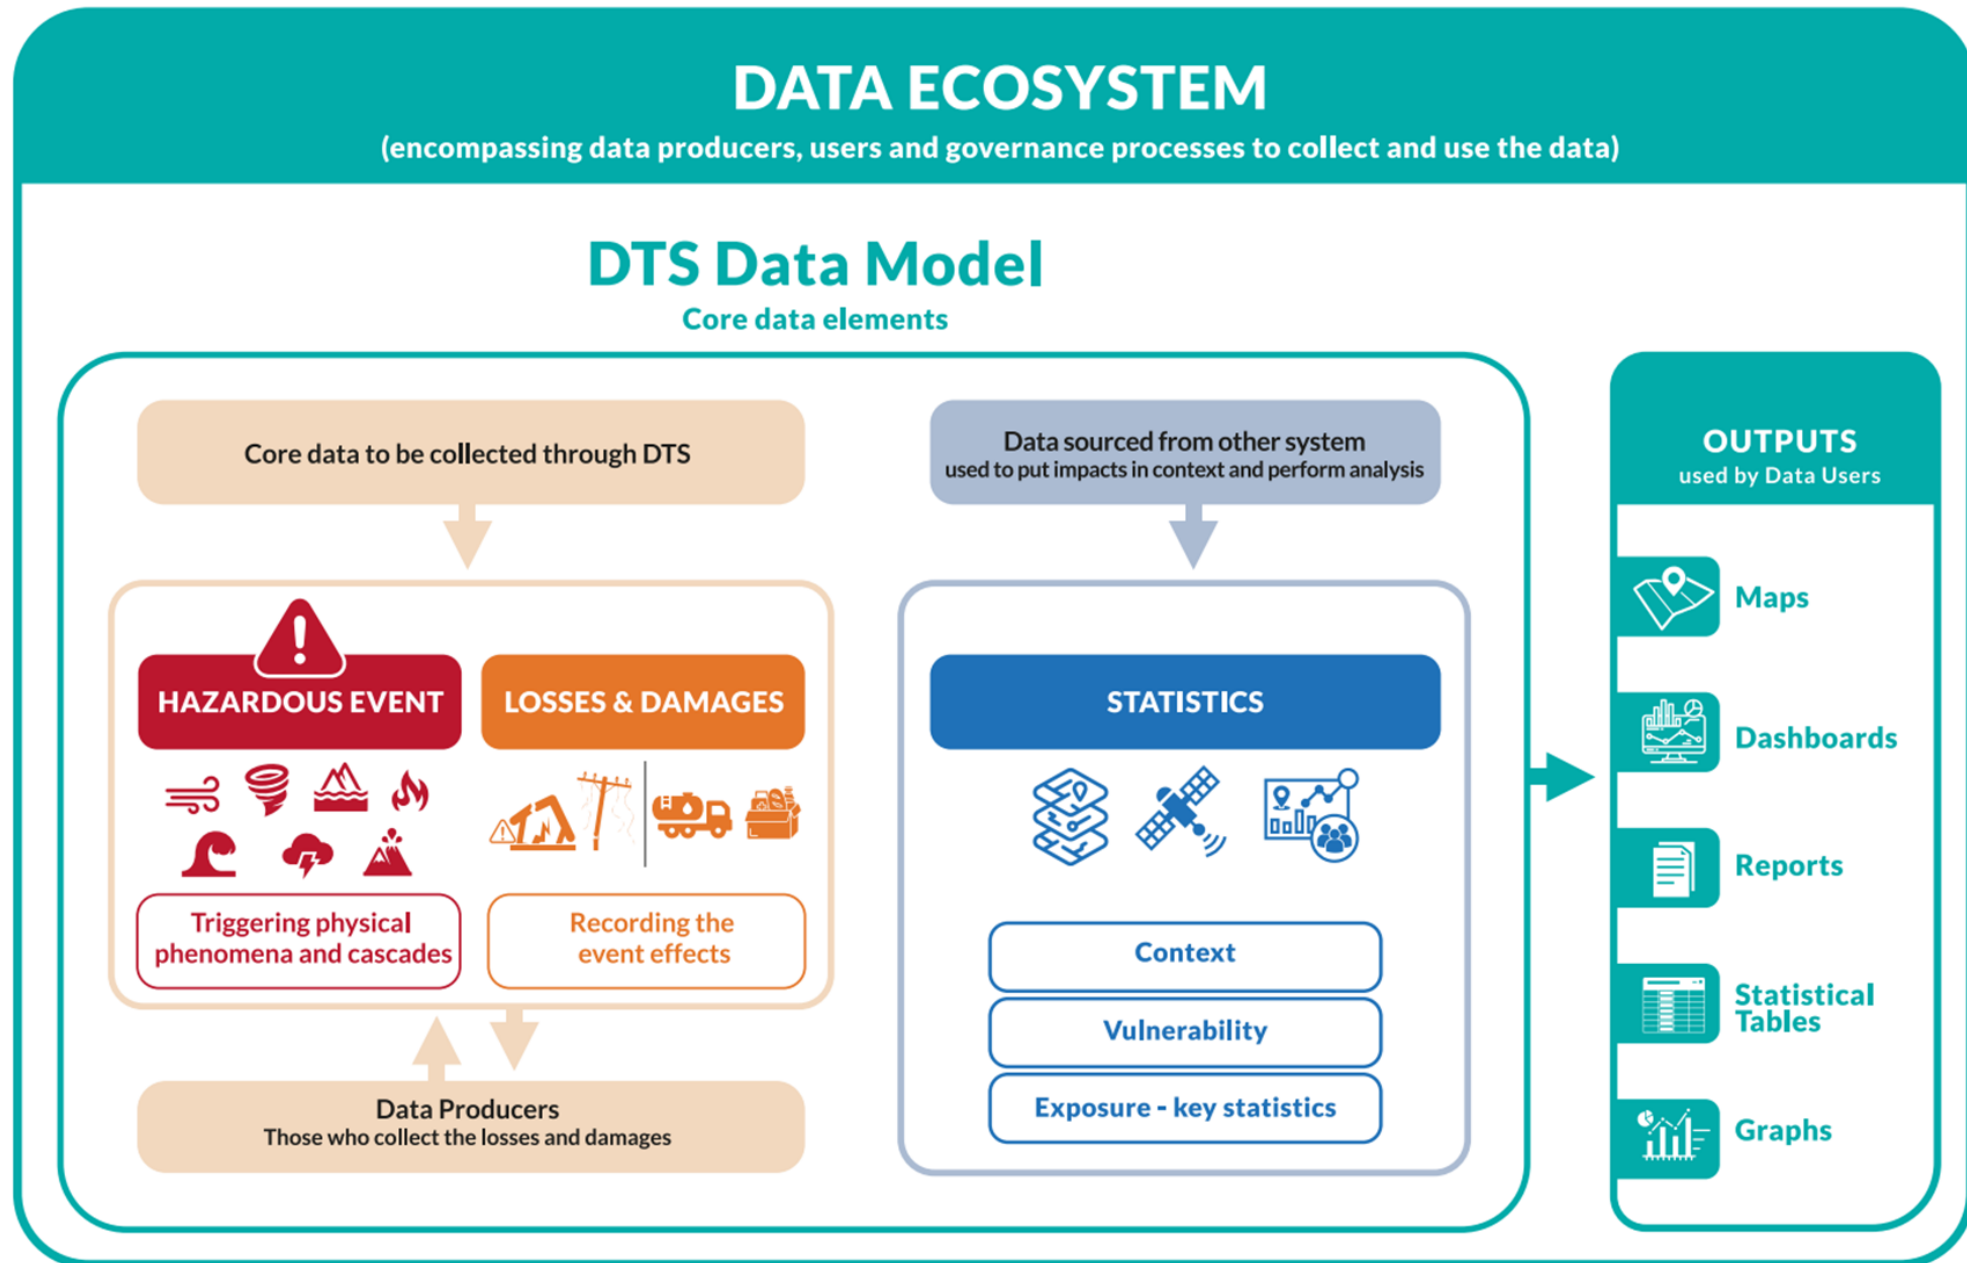 DATA ECOSYSTEM
(encompassing data producers, users and governance processes to collect and use the data)
DTS Data Model
Core data elements
Core data to be collected through DTS
Data sourced from other system
used to put impacts in context and perform analysis
HAZARDOUS EVENT
LOSSES & DAMAGES
STATISTICS
Triggering physical
phenomena and cascades
Recording the
event effects
Context
Vulnerability
Exposure - key statistics
Data Producers
Those who collect the losses and damages
OUTPUTS
used by Data Users
Maps
Dashboards
Reports
Statistical
Tables
Graphs